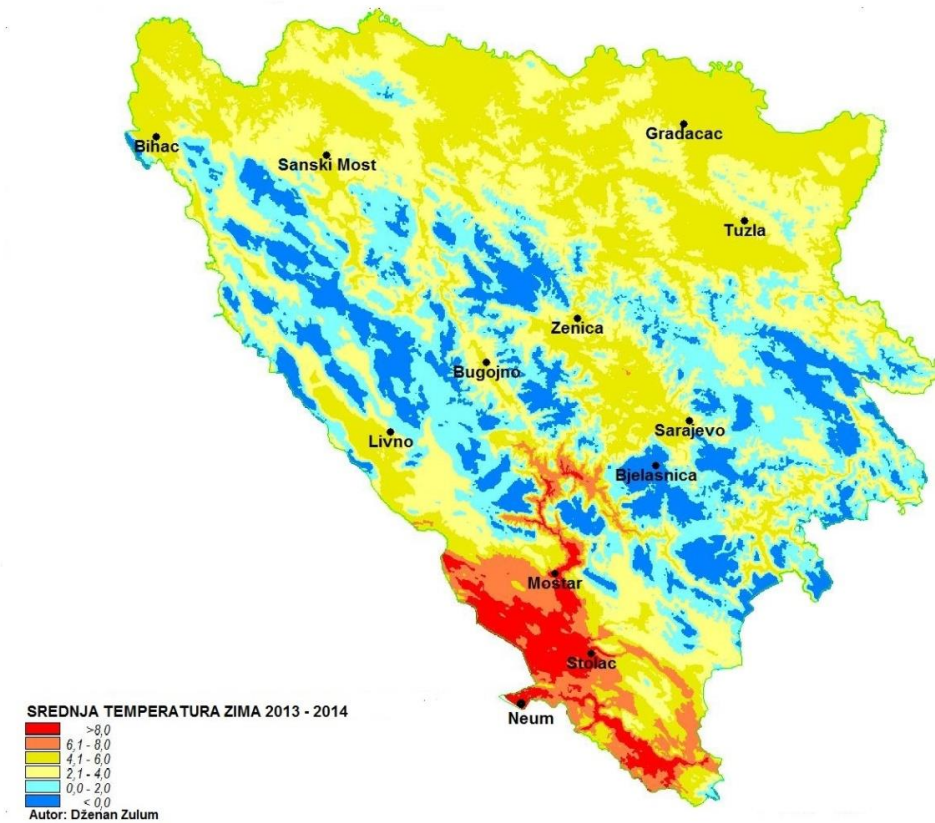 Gradacac
Bihac
Sanski Most
Tuzla
Zenica
Bugojno
Sarajevo
Livno
Bjelasnica
Mostar
Stolac
Neum
SREDNJA TEMPERATURA ZIMA 2013 - 2014
>8,0
6,1 - 8,0
4,1 - 6,0
2,1 - 4,0
0,0 - 2,0
< 0,0
Autor: Dženan Zulum